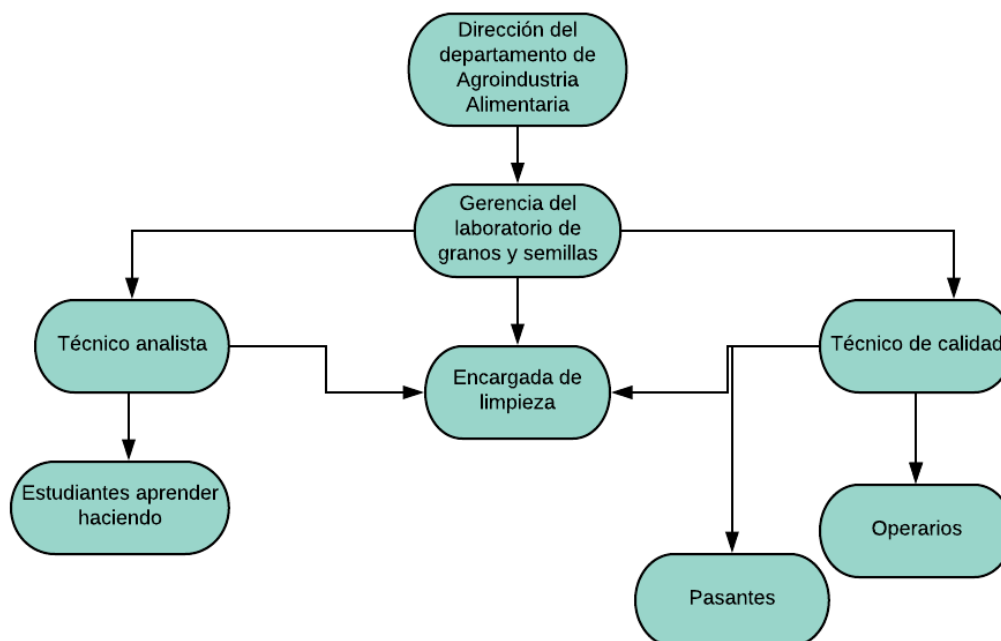 Dirección del
departamento de
Agroindustria
Alimentaria
Gerencia del
laboratorio de
granos y semillas
Técnico analista
Encargada de
limpieza
Técnico de calidad
Estudiantes aprender
haciendo
Operarios
Pasantes